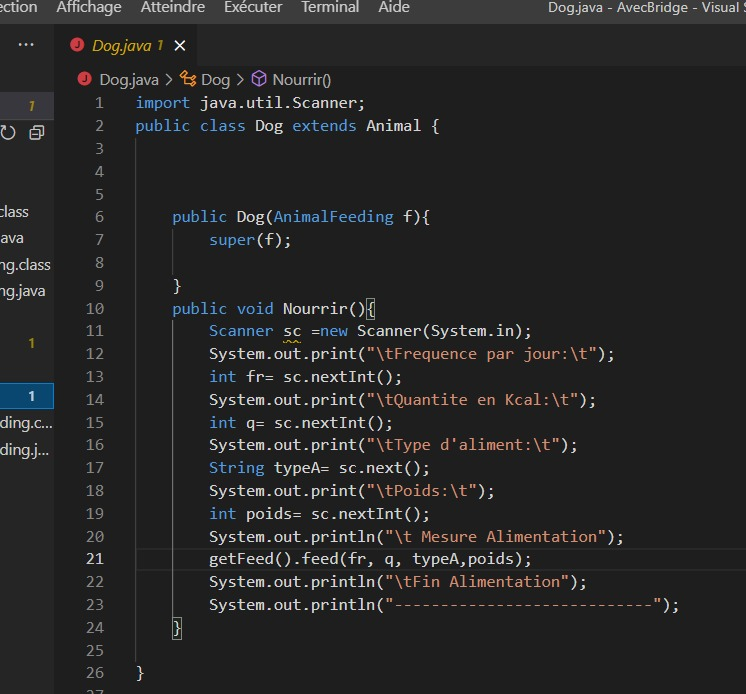 ection Affichage Atteindre Exécuter Terminal Aide Dog.java - AvecBridge - Visual S
... Dog.java 1 ×
Dog.java > Dog > Nourrir()
1
class
ava
ng.class
ng.java
1
1
ding.c...
ding.j...
1 import java.util.Scanner;
2 public class Dog extends Animal {
3
4
5
6 public Dog(AnimalFeeding f){
7 super(f);
8
9 }
10 public void Nourrir(){
11 Scanner sc =new Scanner(System.in);
12 System.out.print("\tFrequence par jour:\t");
13 int fr= sc.nextInt();
14 System.out.print("\tQuantite en Kcal:\t");
15 int q= sc.nextInt();
16 System.out.print("\tType d'aliment:\t");
17 String typeA= sc.next();
18 System.out.print("\tPoids:\t");
19 int poids= sc.nextInt();
20 System.out.println("\t Mesure Alimentation");
21 getFeed().feed(fr, q, typeA,poids);
22 System.out.println("\tFin Alimentation");
23 System.out.println("----------------------------");
24 }
25
26 }
27